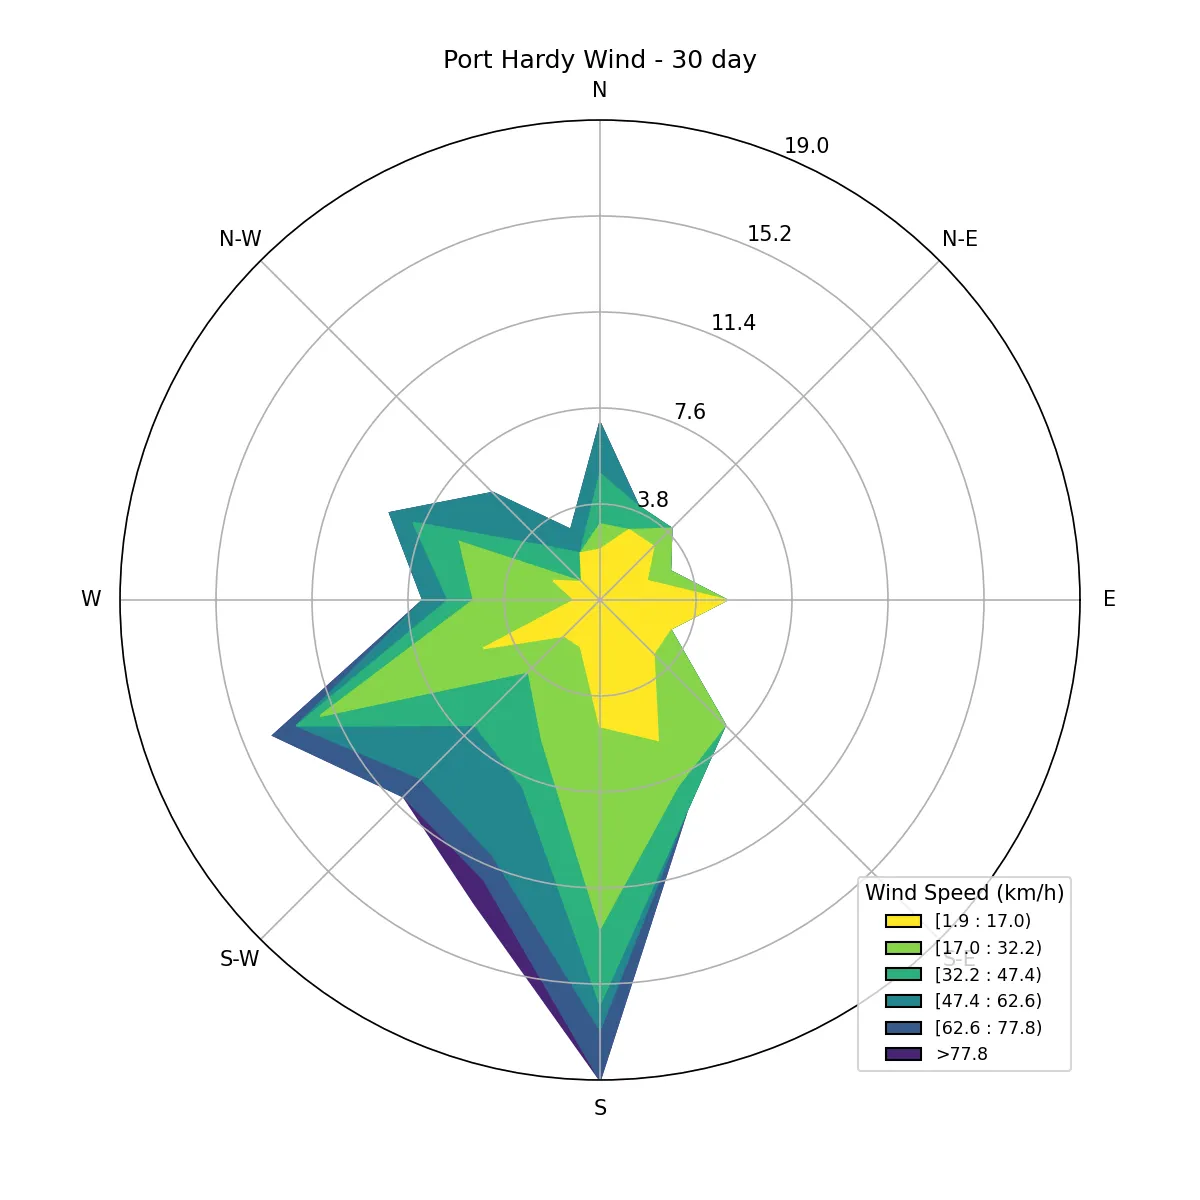 Port Hardy Wind - 30 day
N
19.0
15.2
N-W
N-E
11.4
7.6
3.8
W
E
Wind Speed (km/h)
[1.9 : 17.0)
[17.0 : 32.2)
S-W
S-E
[32.2 : 47.4)
[47.4 : 62.6)
[62.6 : 77.8)
>77.8
S